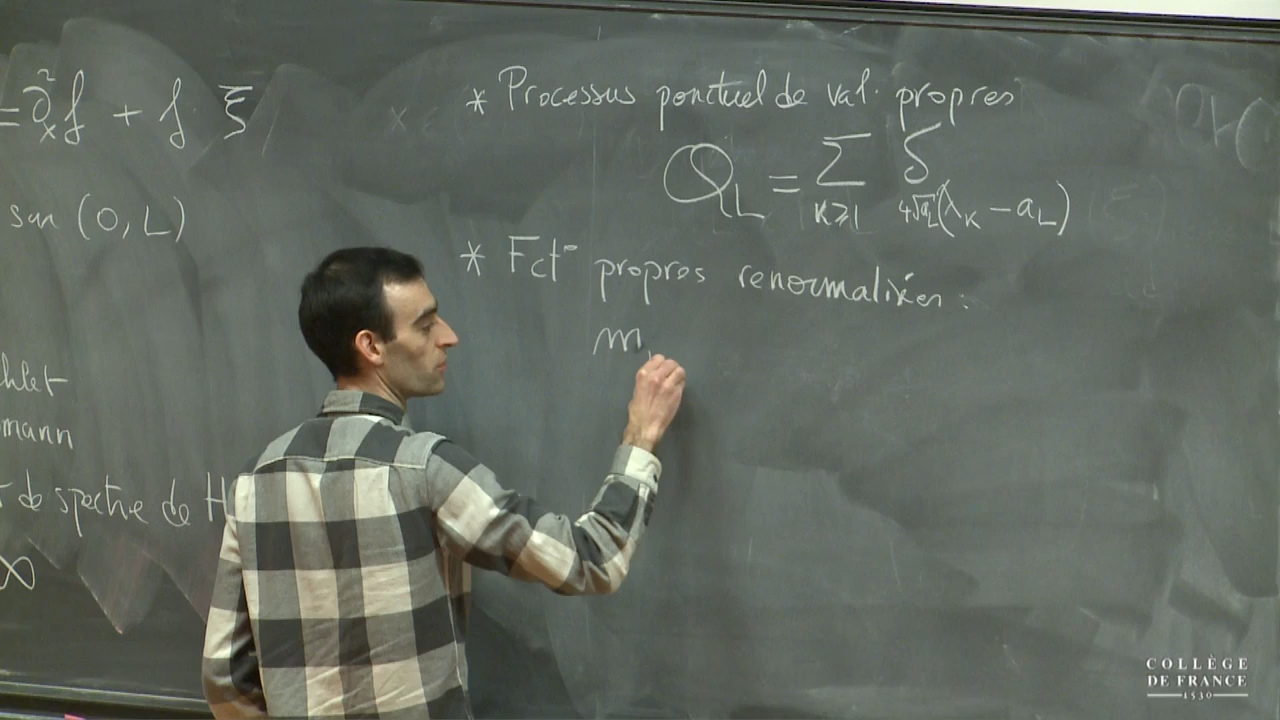 = ∂²ₓf + f ξ
sur (0, L)
chlet
mann
de spectre de H
∞
* Processus ponctuel de val. propres
Q_L = Σ_{k≥1} δ_{4√a_L(λ_k − a_L)}
* Fct° propres renormalisées :
m
COLLÈGE
DE FRANCE
1530